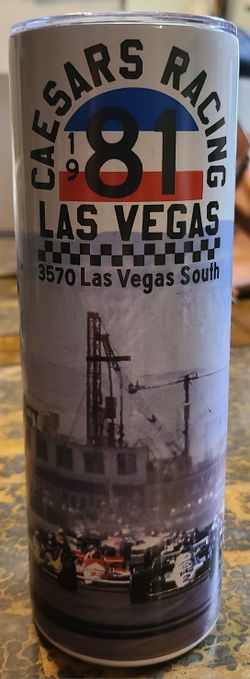 CAESARS RACING
19
81
LAS VEGAS
3570 Las Vegas South